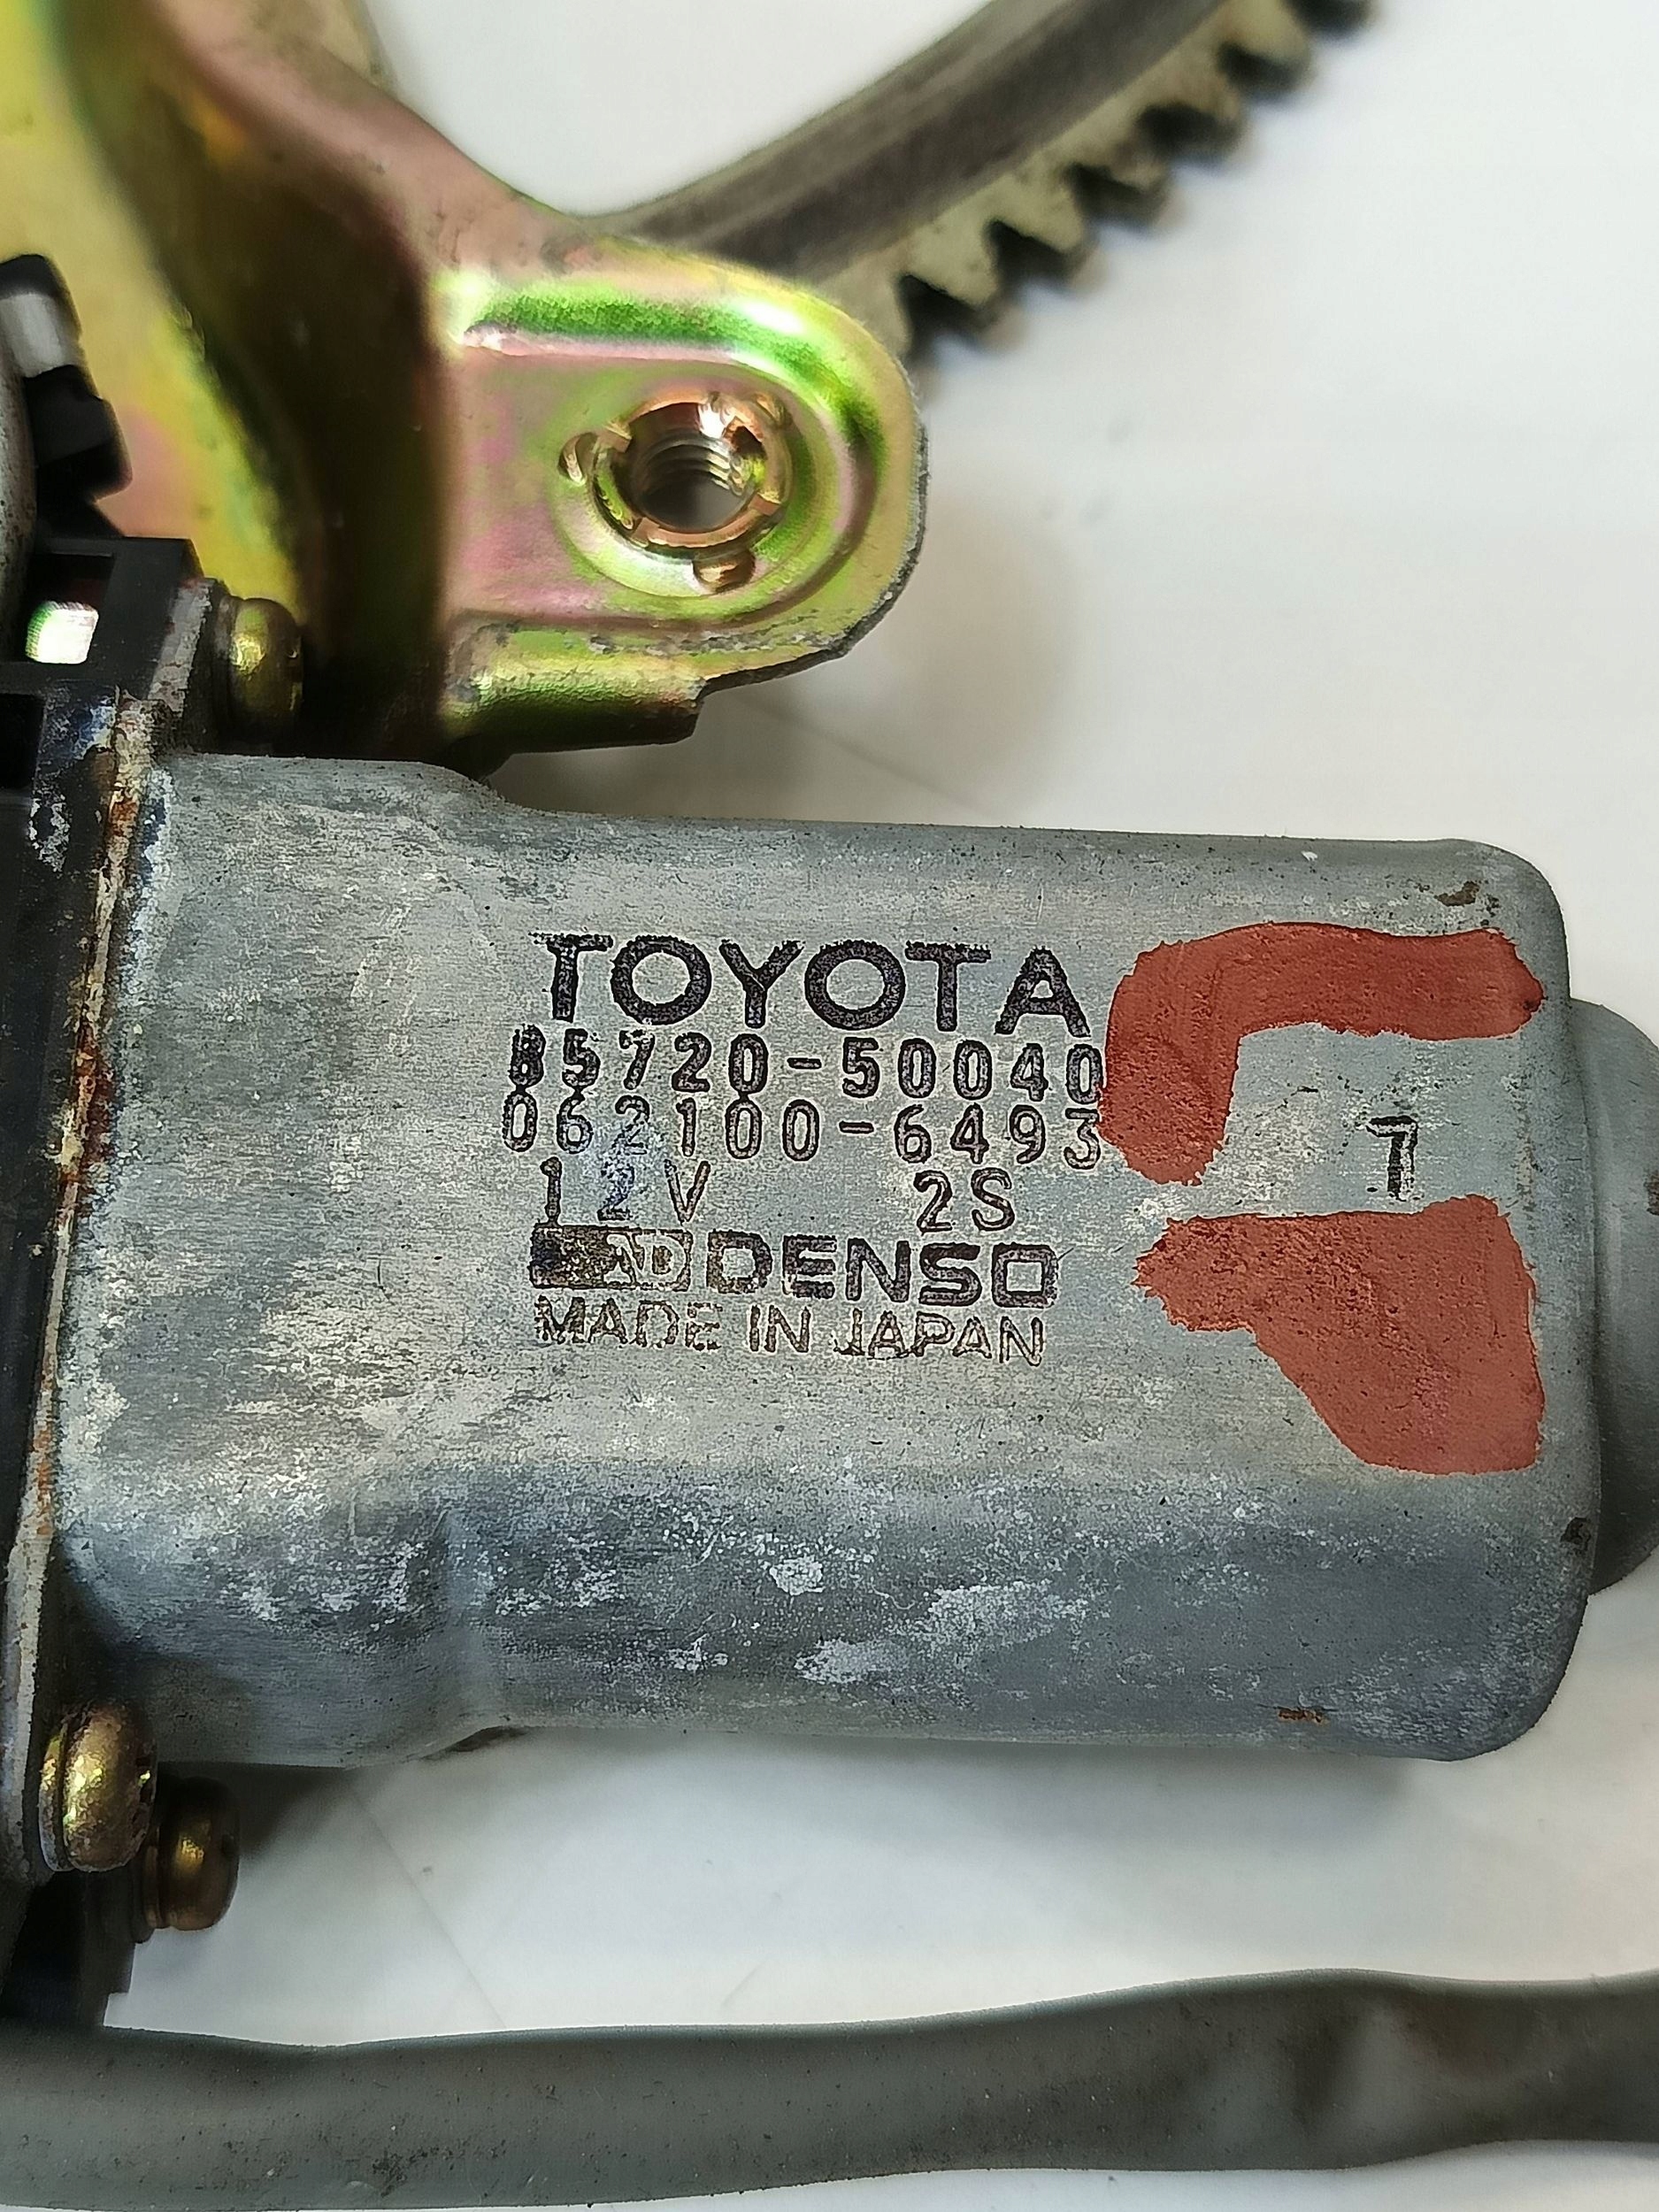 TOYOTA
85720-50040
062100-6493
12V 2S
DENSO
MADE IN JAPAN